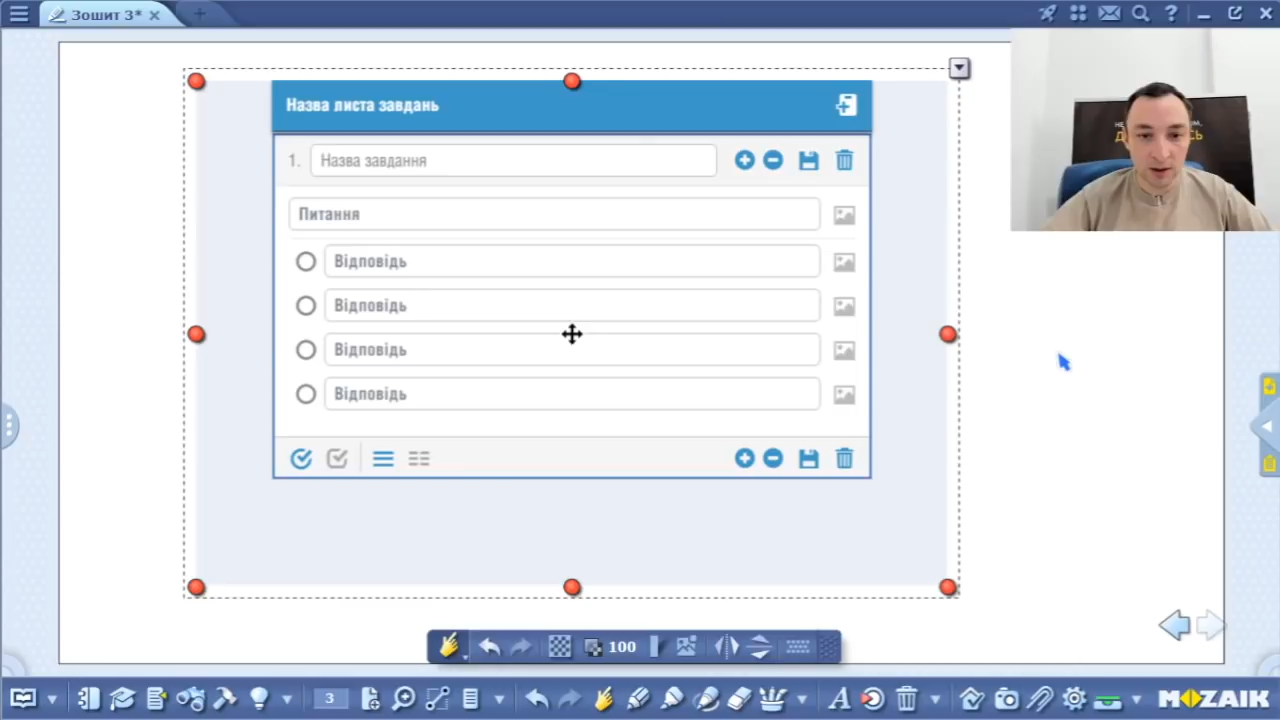 Зошит 3*
Назва листа завдань
1. Назва завдання
Питання
Відповідь
Відповідь
Відповідь
Відповідь
100
3
MOZAIK